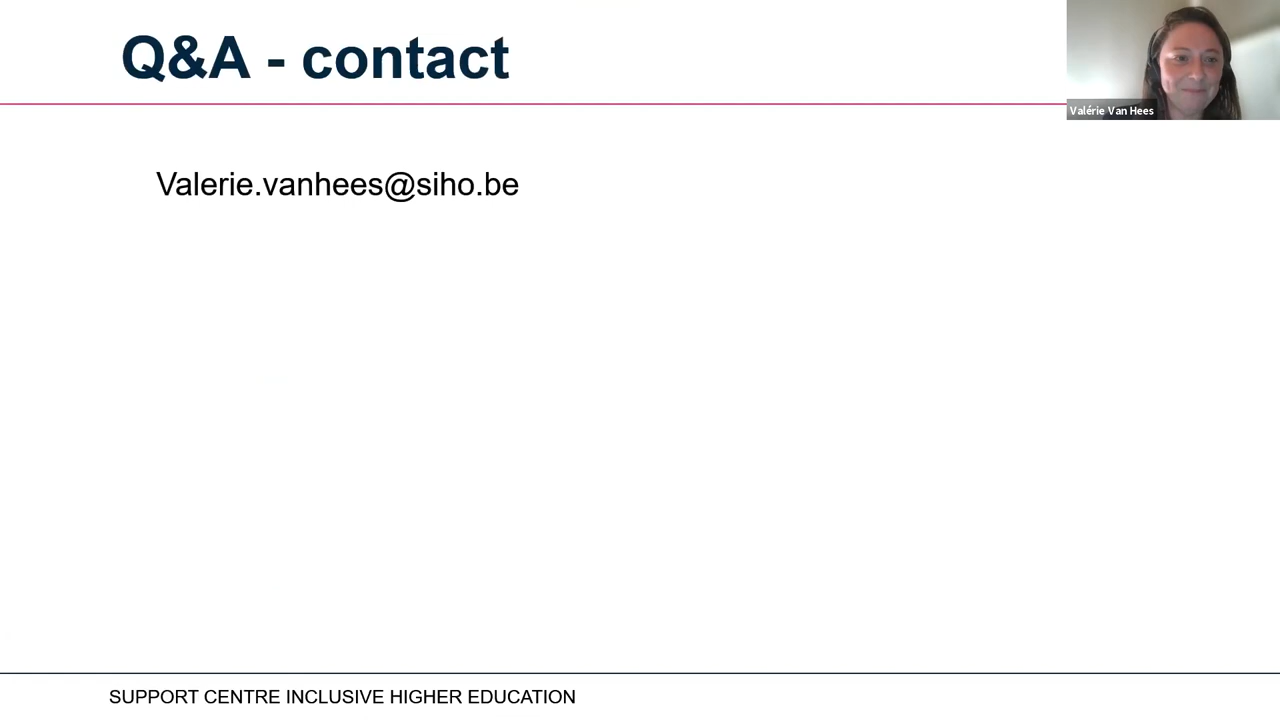 Q&A - contact
Valérie Van Hees
Valerie.vanhees@siho.be
SUPPORT CENTRE INCLUSIVE HIGHER EDUCATION